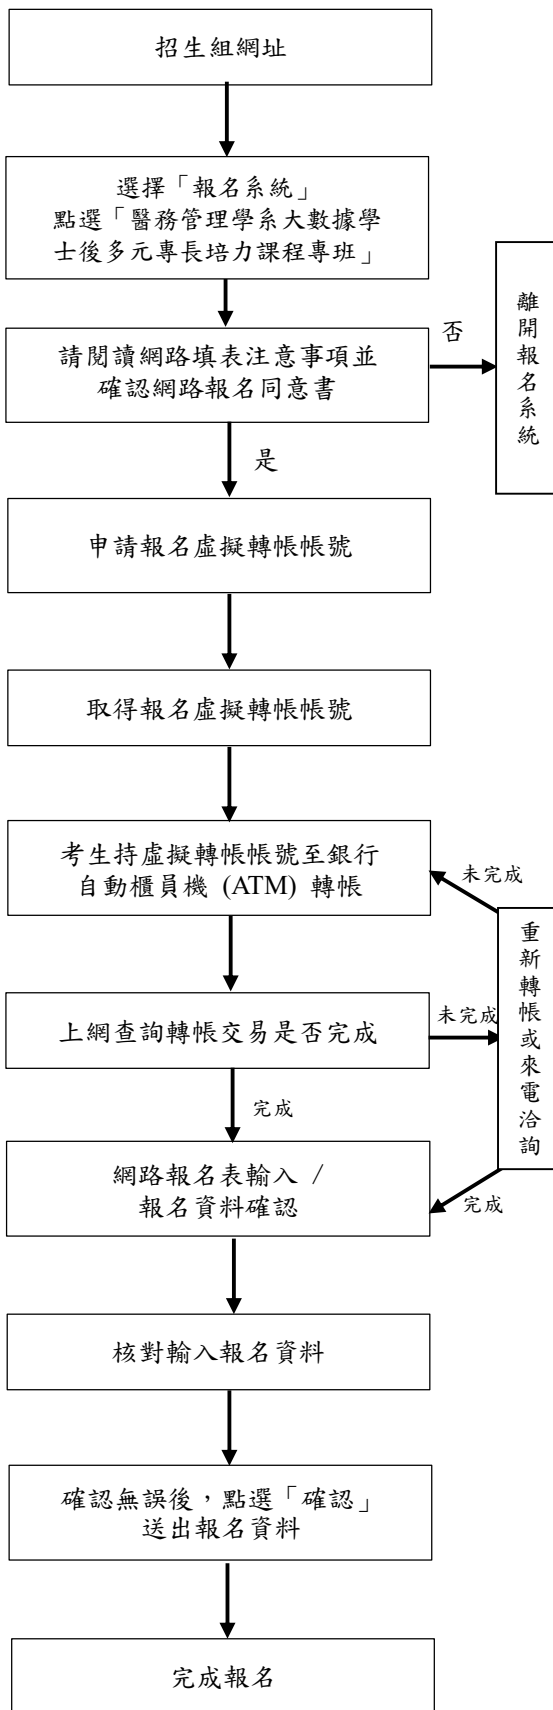 招生組網址
選擇「報名系統」
點選「醫務管理學系大數據學
士後多元專長培力課程專班」
請閱讀網路填表注意事項並
確認網路報名同意書
否
離開報名系統
是
申請報名虛擬轉帳帳號
取得報名虛擬轉帳帳號
考生持虛擬轉帳帳號至銀行
自動櫃員機 (ATM) 轉帳
未完成
上網查詢轉帳交易是否完成
未完成
重新轉帳或來電洽詢
完成
網路報名表輸入 /
報名資料確認
完成
核對輸入報名資料
確認無誤後，點選「確認」
送出報名資料
完成報名